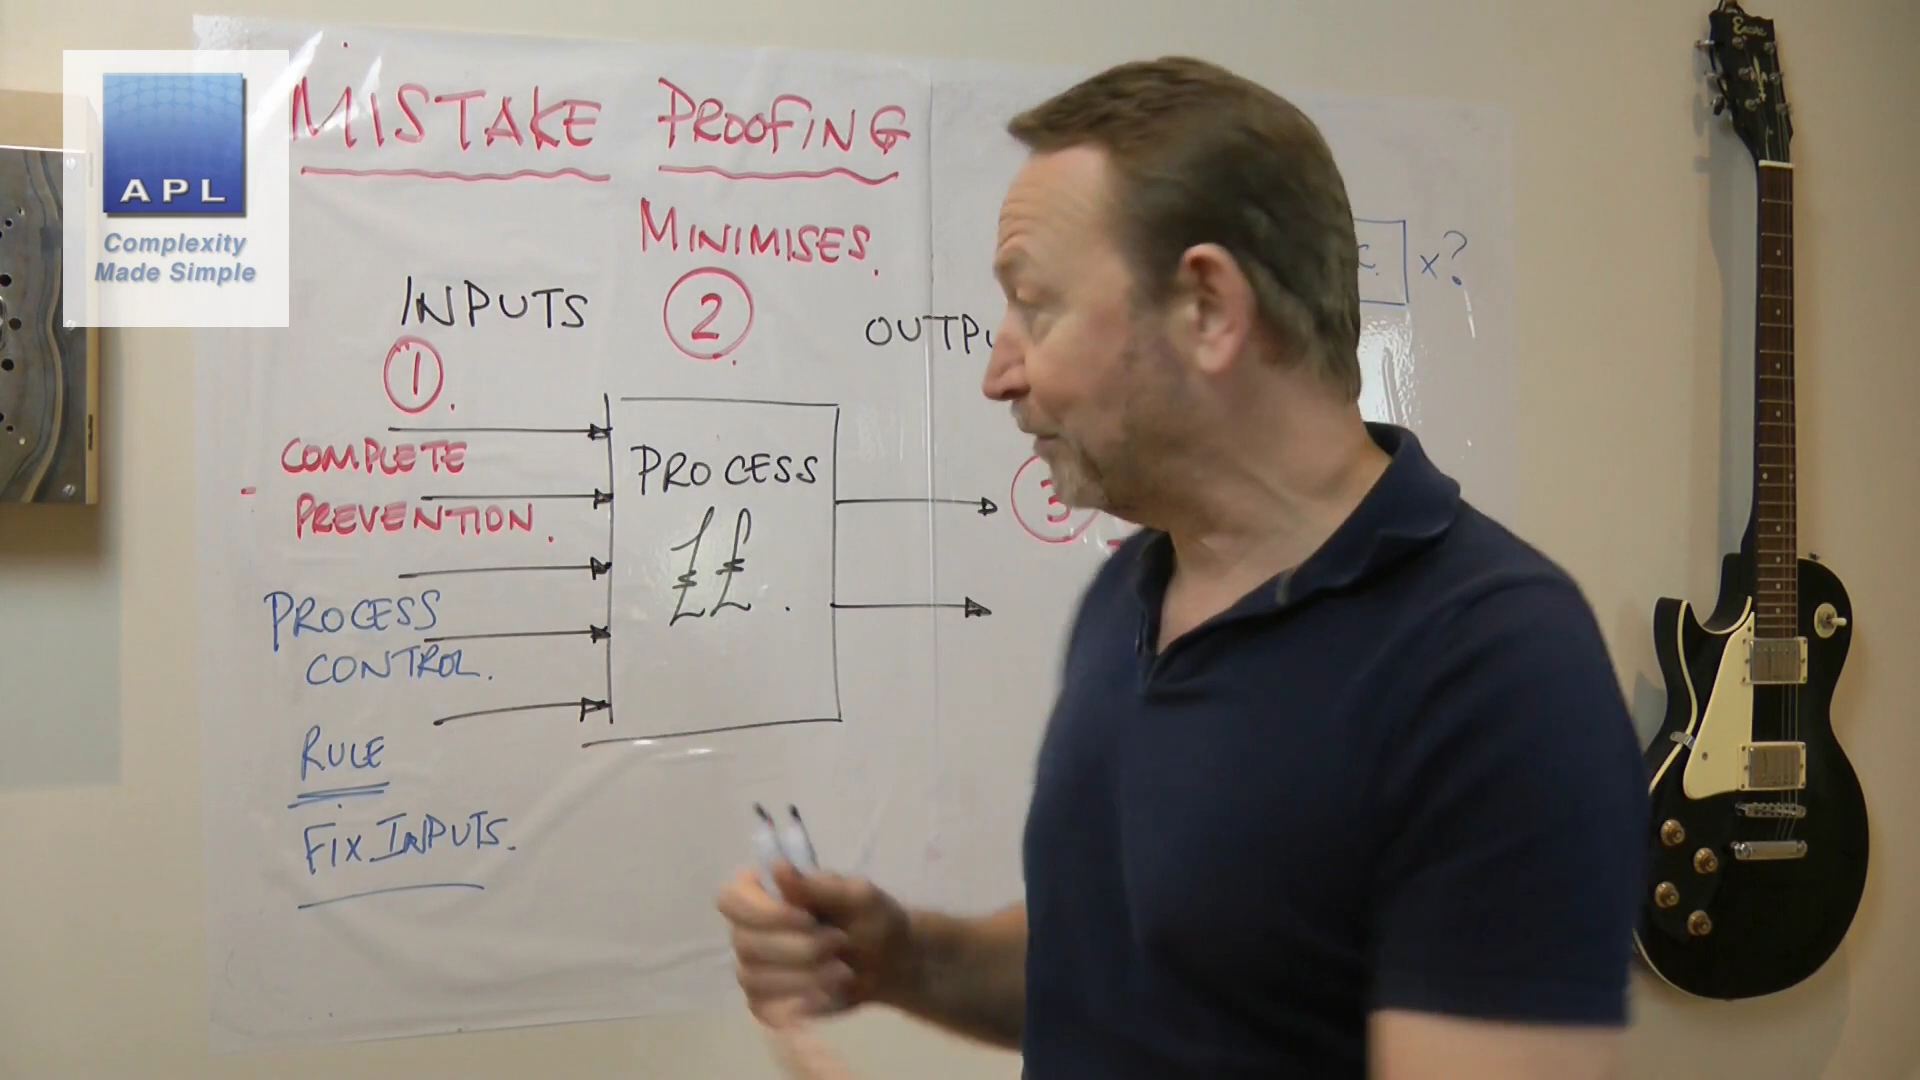 MISTAKE PROOFING
APL
Complexity
Made Simple
MINIMISES.
INPUTS
2
1.
x?
COMPLETE
PREVENTION.
PROCESS
££.
3
PROCESS
CONTROL.
RULE
FIX INPUTS.